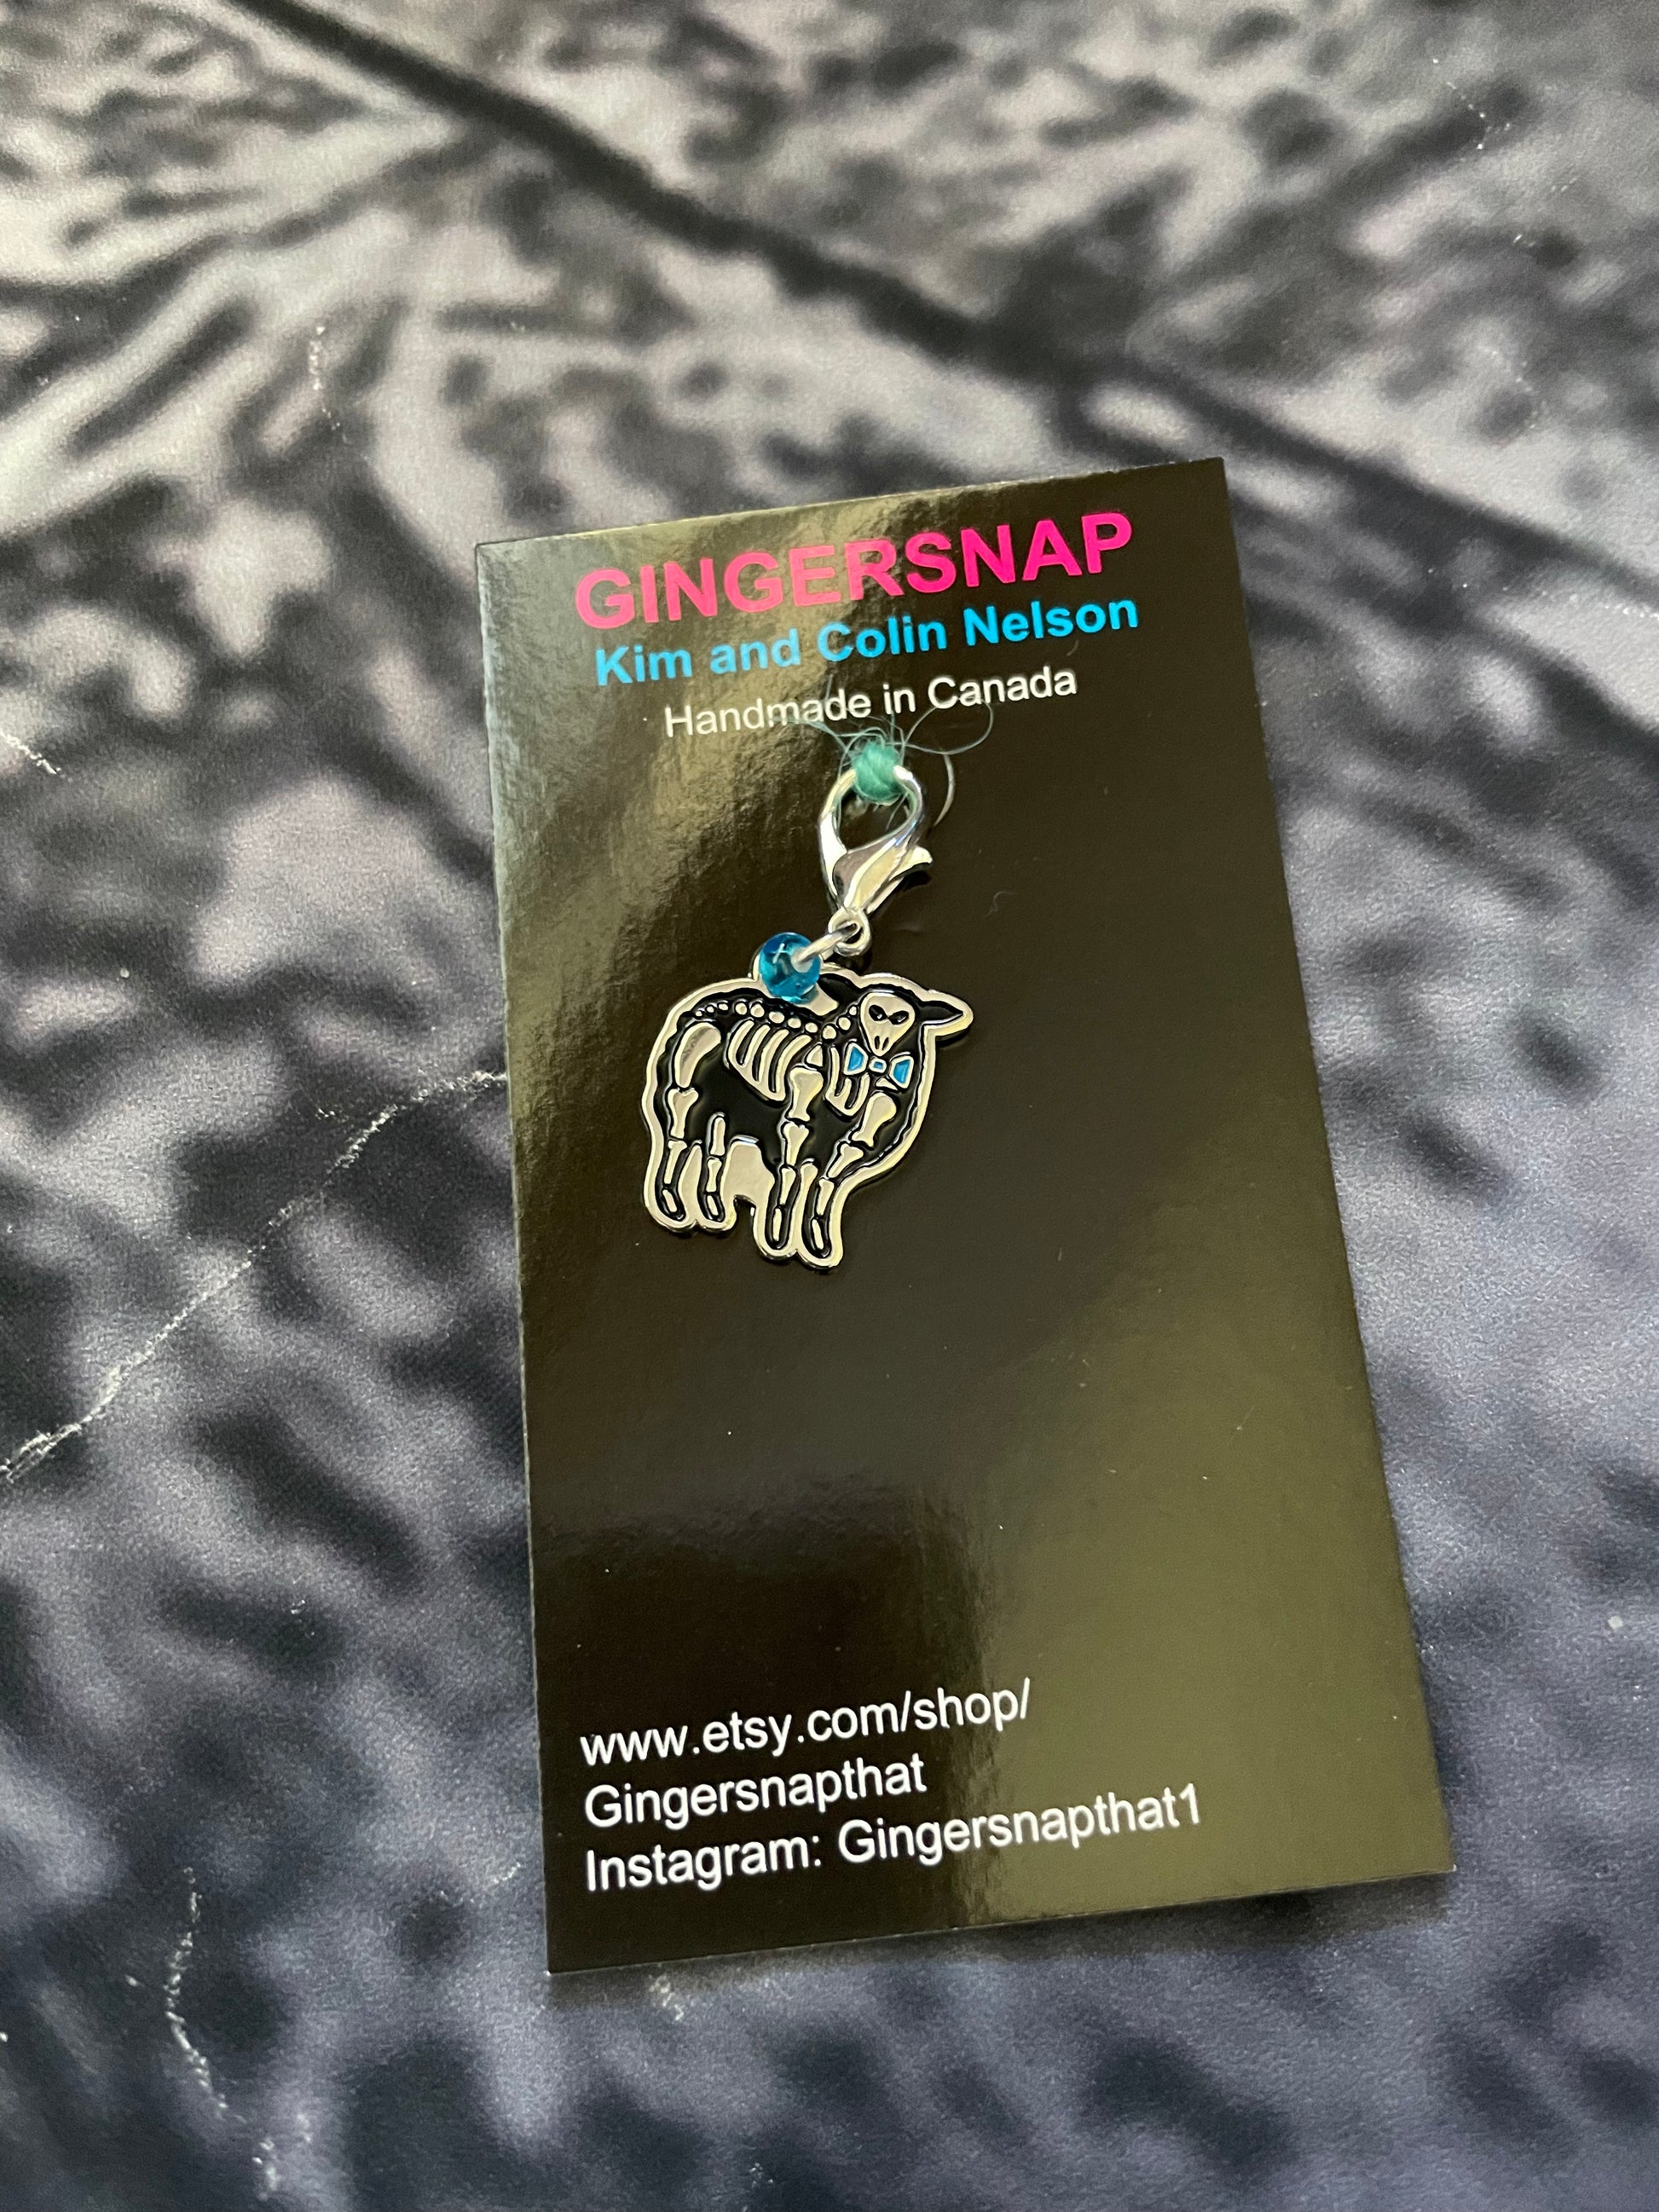 GINGERSNAP
Kim and Colin Nelson
Handmade in Canada
www.etsy.com/shop/
Gingersnapthat
Instagram: Gingersnapthat1